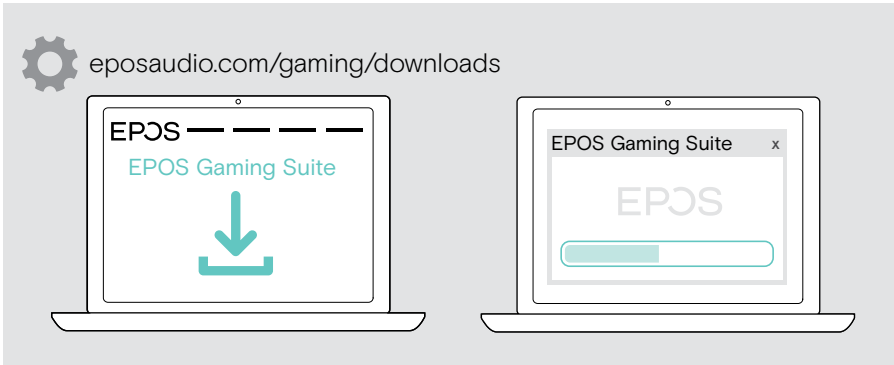 eposaudio.com/gaming/downloads
EPOS
EPOS Gaming Suite
EPOS Gaming Suite x
EPOS